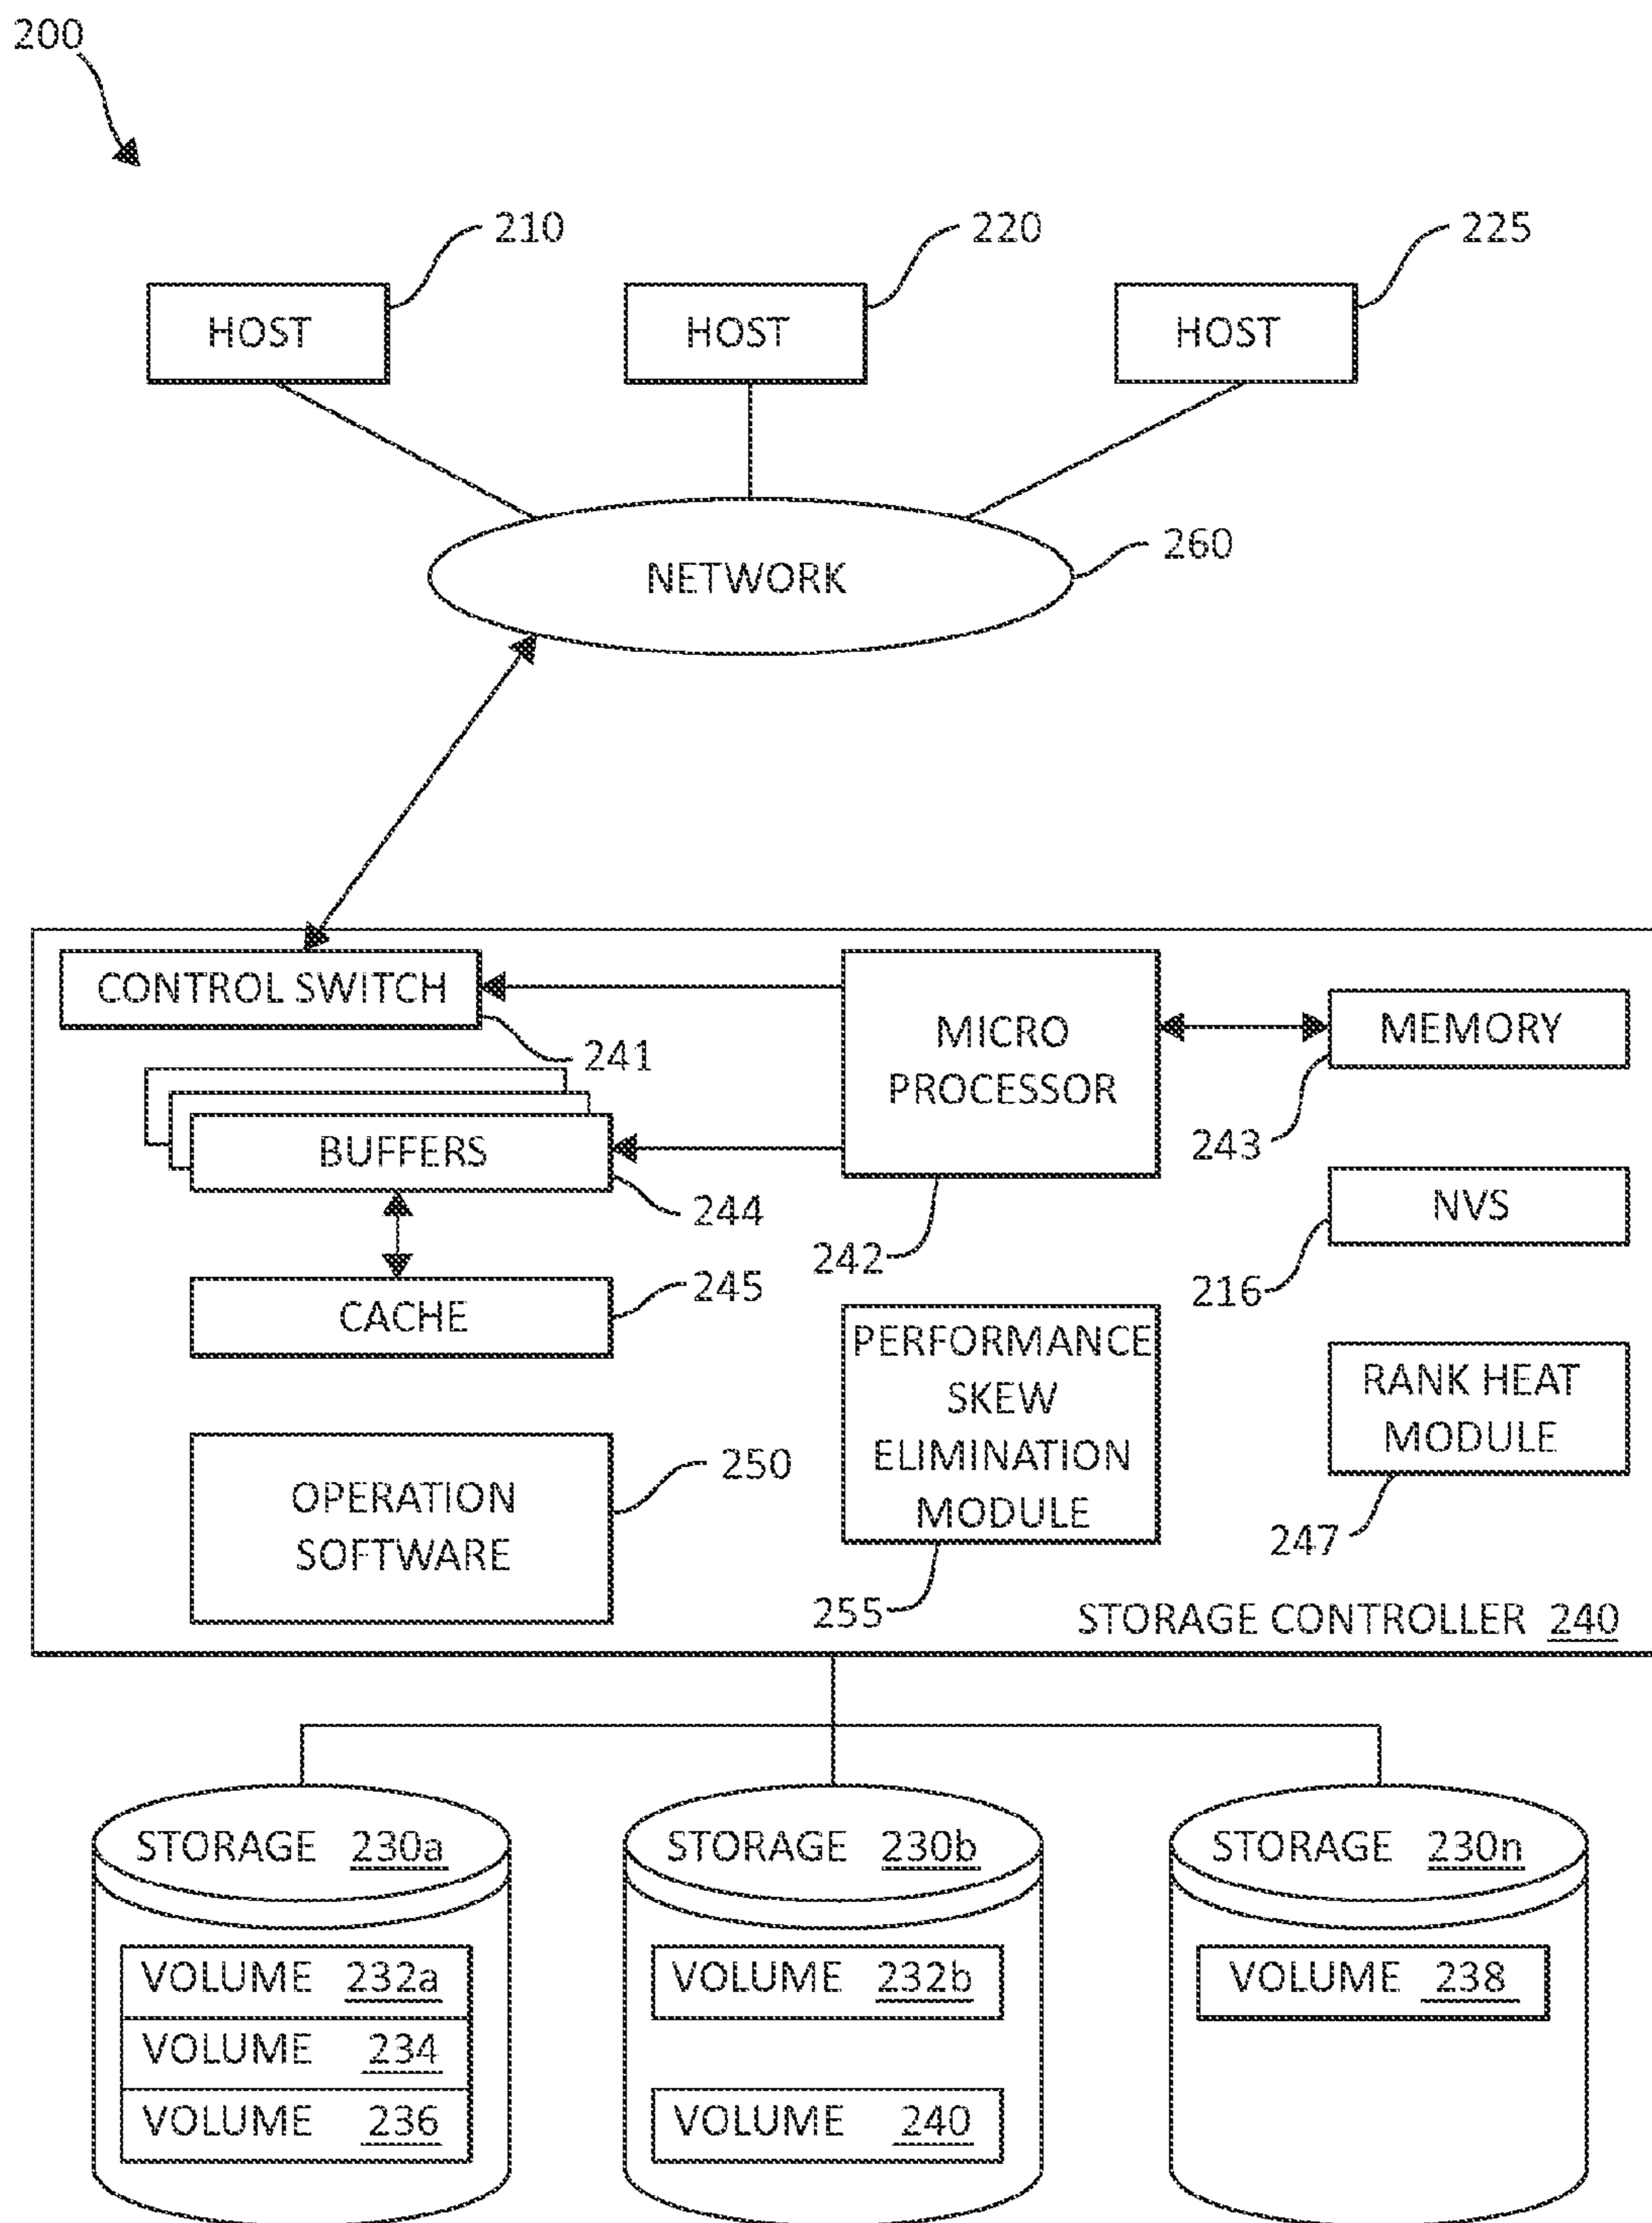 200
210
220
225
HOST
HOST
HOST
260
NETWORK
CONTROL SWITCH
241
MICRO
PROCESSOR
242
MEMORY
243
BUFFERS
244
NVS
216
CACHE
245
PERFORMANCE
SKEW
ELIMINATION
MODULE
255
RANK HEAT
MODULE
247
OPERATION
SOFTWARE
250
STORAGE CONTROLLER 240
STORAGE 230a
STORAGE 230b
STORAGE 230n
VOLUME 232a
VOLUME 234
VOLUME 236
VOLUME 232b
VOLUME 240
VOLUME 238